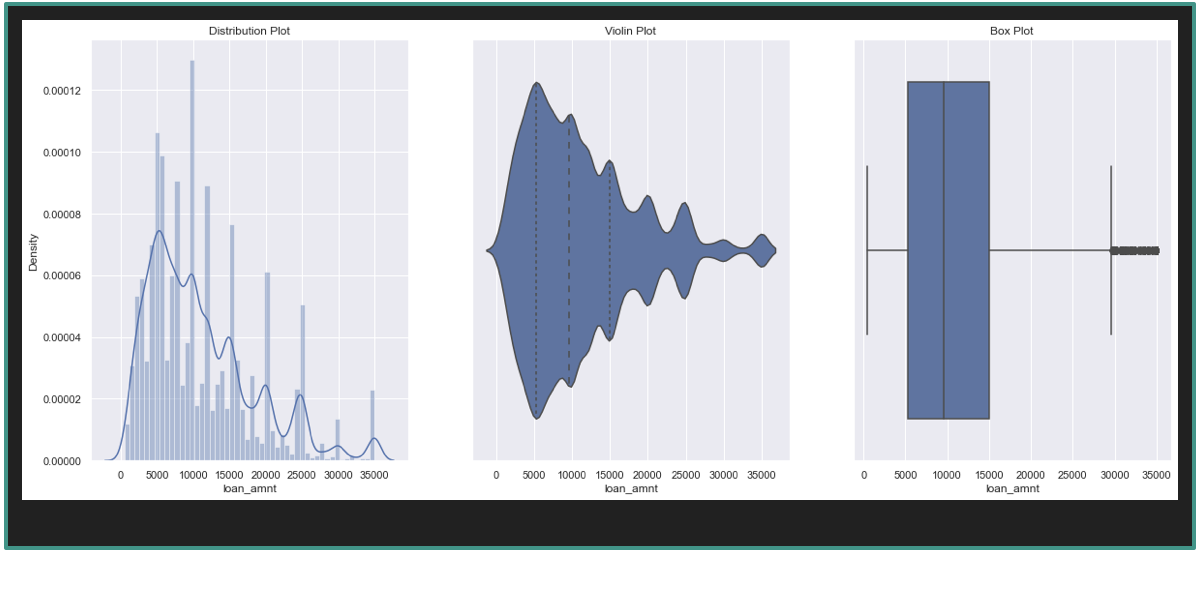 Distribution Plot
Density
0.00012
0.00010
0.00008
0.00006
0.00004
0.00002
0.00000
0 5000 10000 15000 20000 25000 30000 35000
loan_amnt
Violin Plot
0 5000 10000 15000 20000 25000 30000 35000
loan_amnt
Box Plot
0 5000 10000 15000 20000 25000 30000 35000
loan_amnt